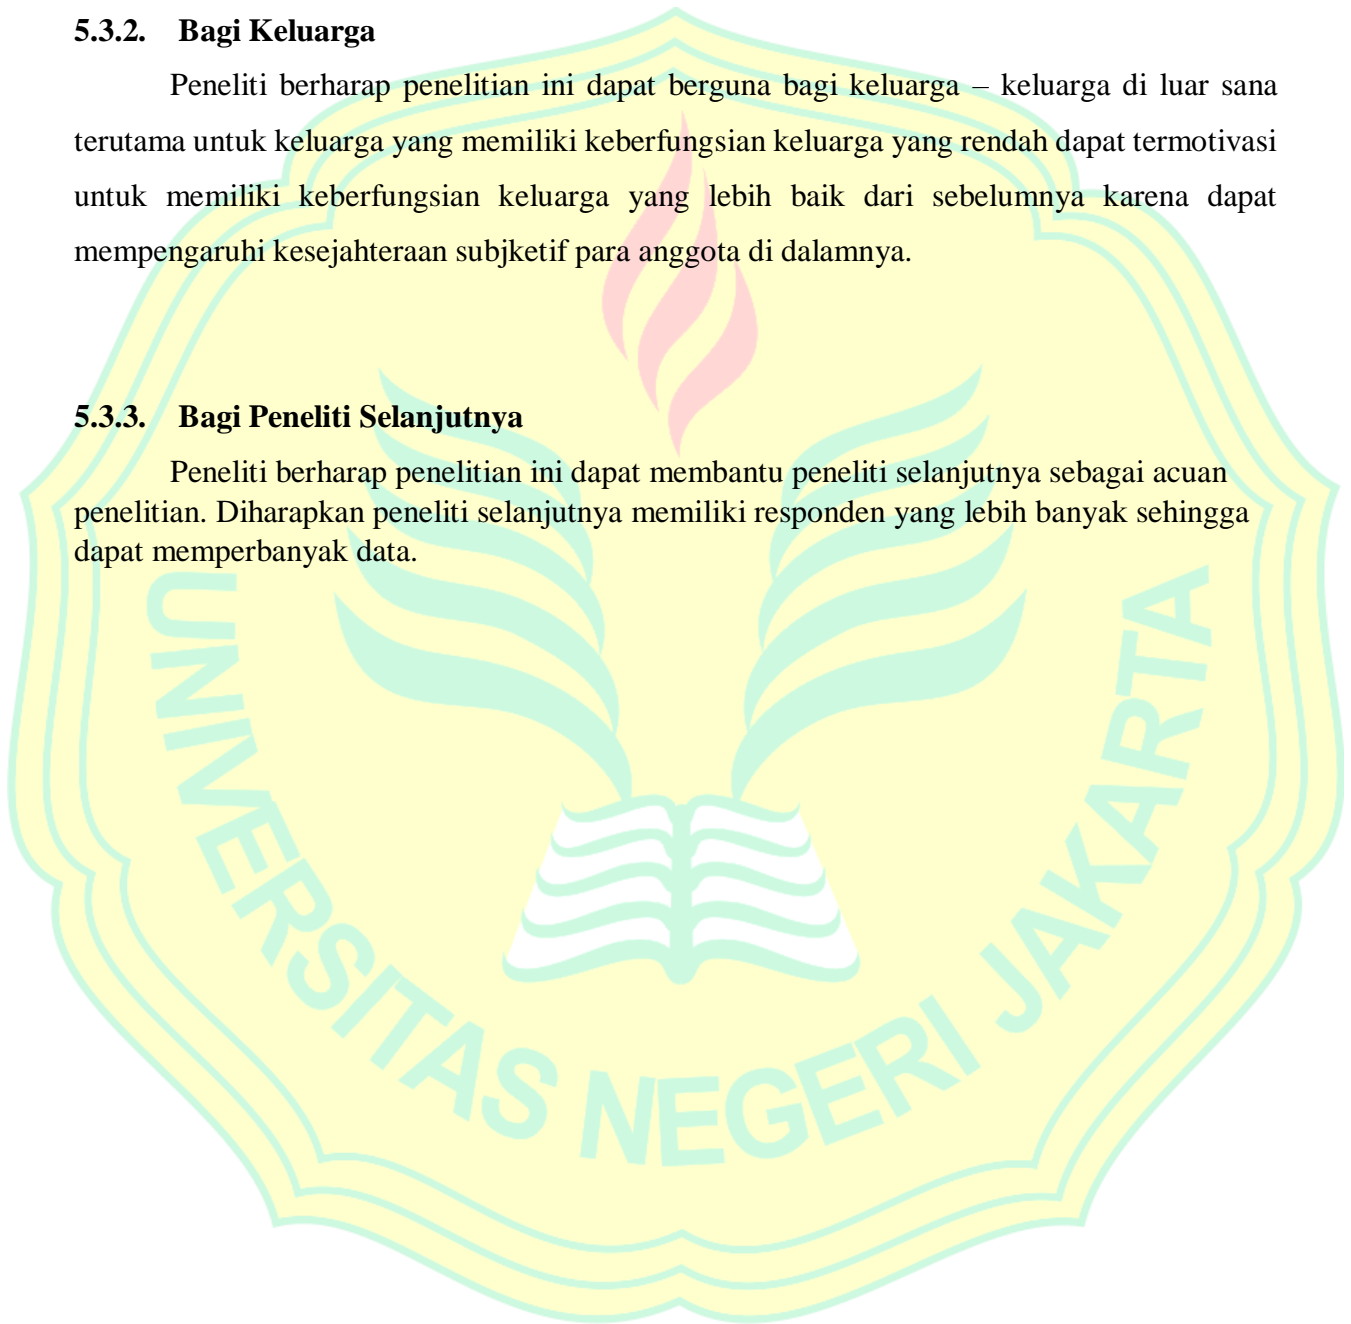 5.3.2. Bagi Keluarga
Peneliti berharap penelitian ini dapat berguna bagi keluarga – keluarga di luar sana
terutama untuk keluarga yang memiliki keberfungsian keluarga yang rendah dapat termotivasi
untuk memiliki keberfungsian keluarga yang lebih baik dari sebelumnya karena dapat
mempengaruhi kesejahteraan subjketif para anggota di dalamnya.
5.3.3. Bagi Peneliti Selanjutnya
Peneliti berharap penelitian ini dapat membantu peneliti selanjutnya sebagai acuan
penelitian. Diharapkan peneliti selanjutnya memiliki responden yang lebih banyak sehingga
dapat memperbanyak data.
UNIVERSITAS NEGERI JAKARTA